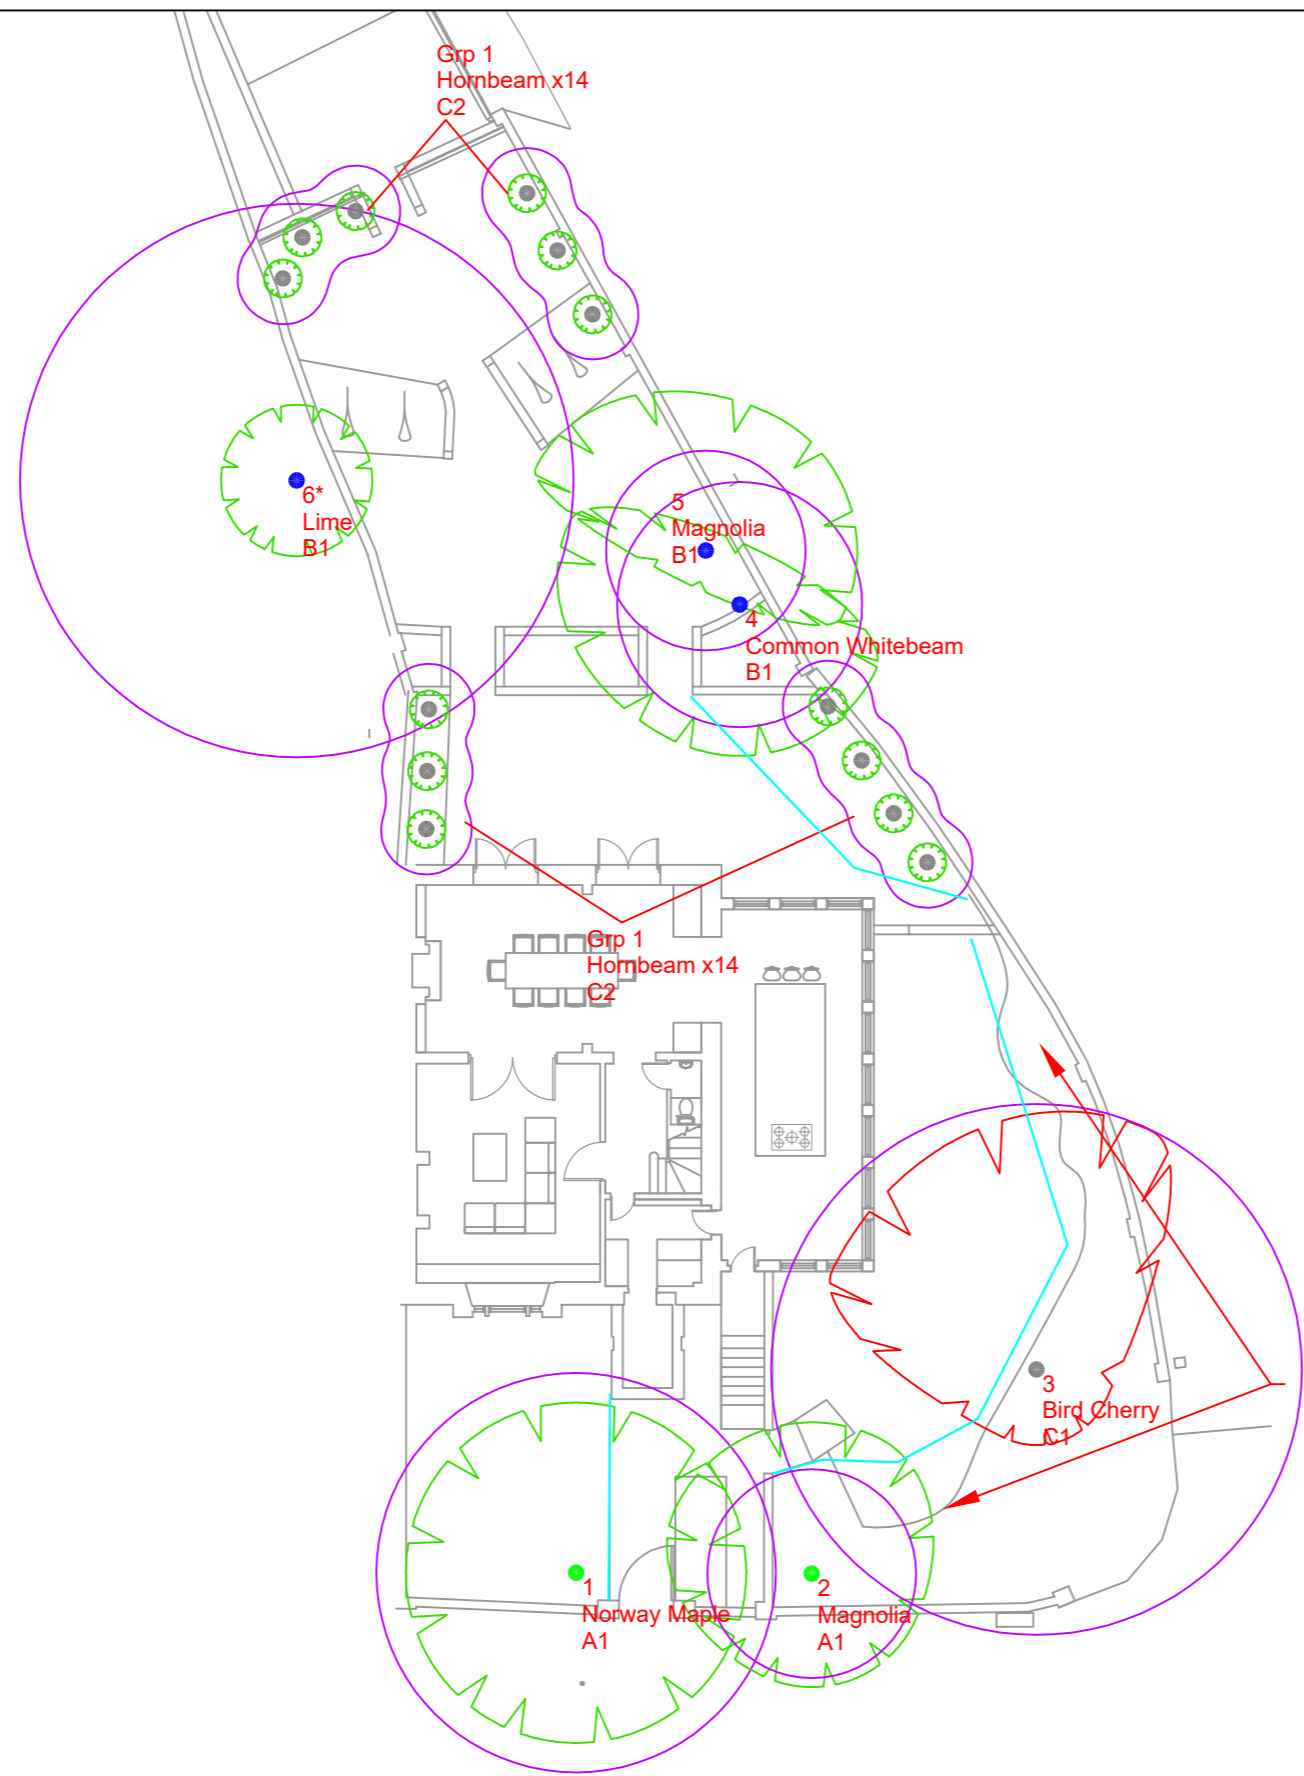 Grp 1
Hornbeam x14
C2
6*
Lime
B1
5
Magnolia
B1
4
Common Whitebeam
B1
Grp 1
Hornbeam x14
C2
3
Bird Cherry
C1
1
Norway Maple
A1
2
Magnolia
A1